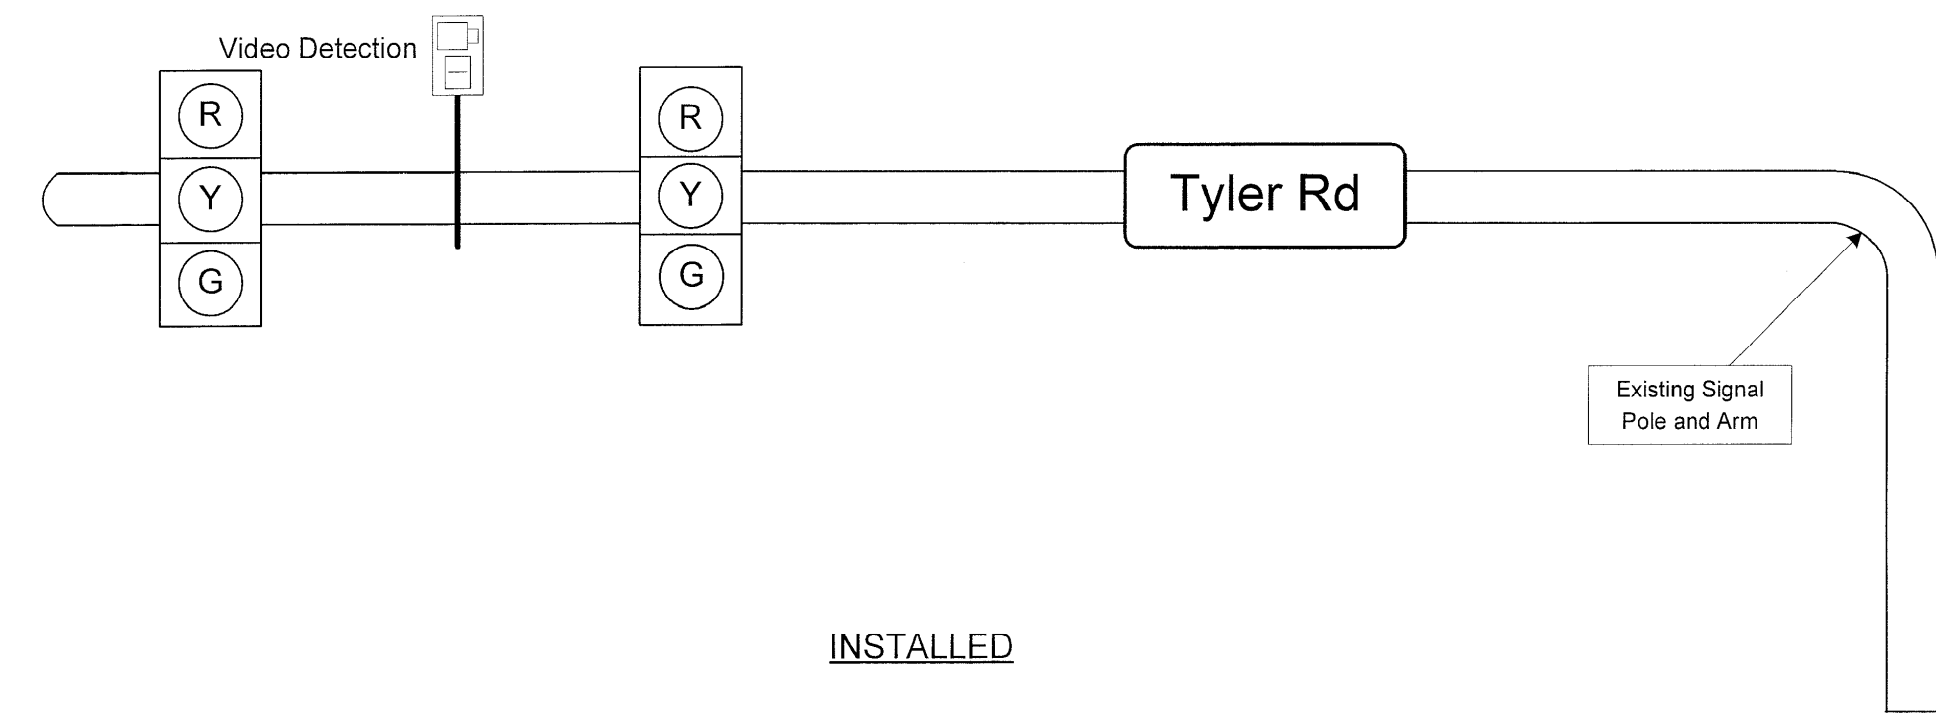 Video Detection
R
Y
G
R
Y
G
Tyler Rd
Existing Signal
Pole and Arm
INSTALLED